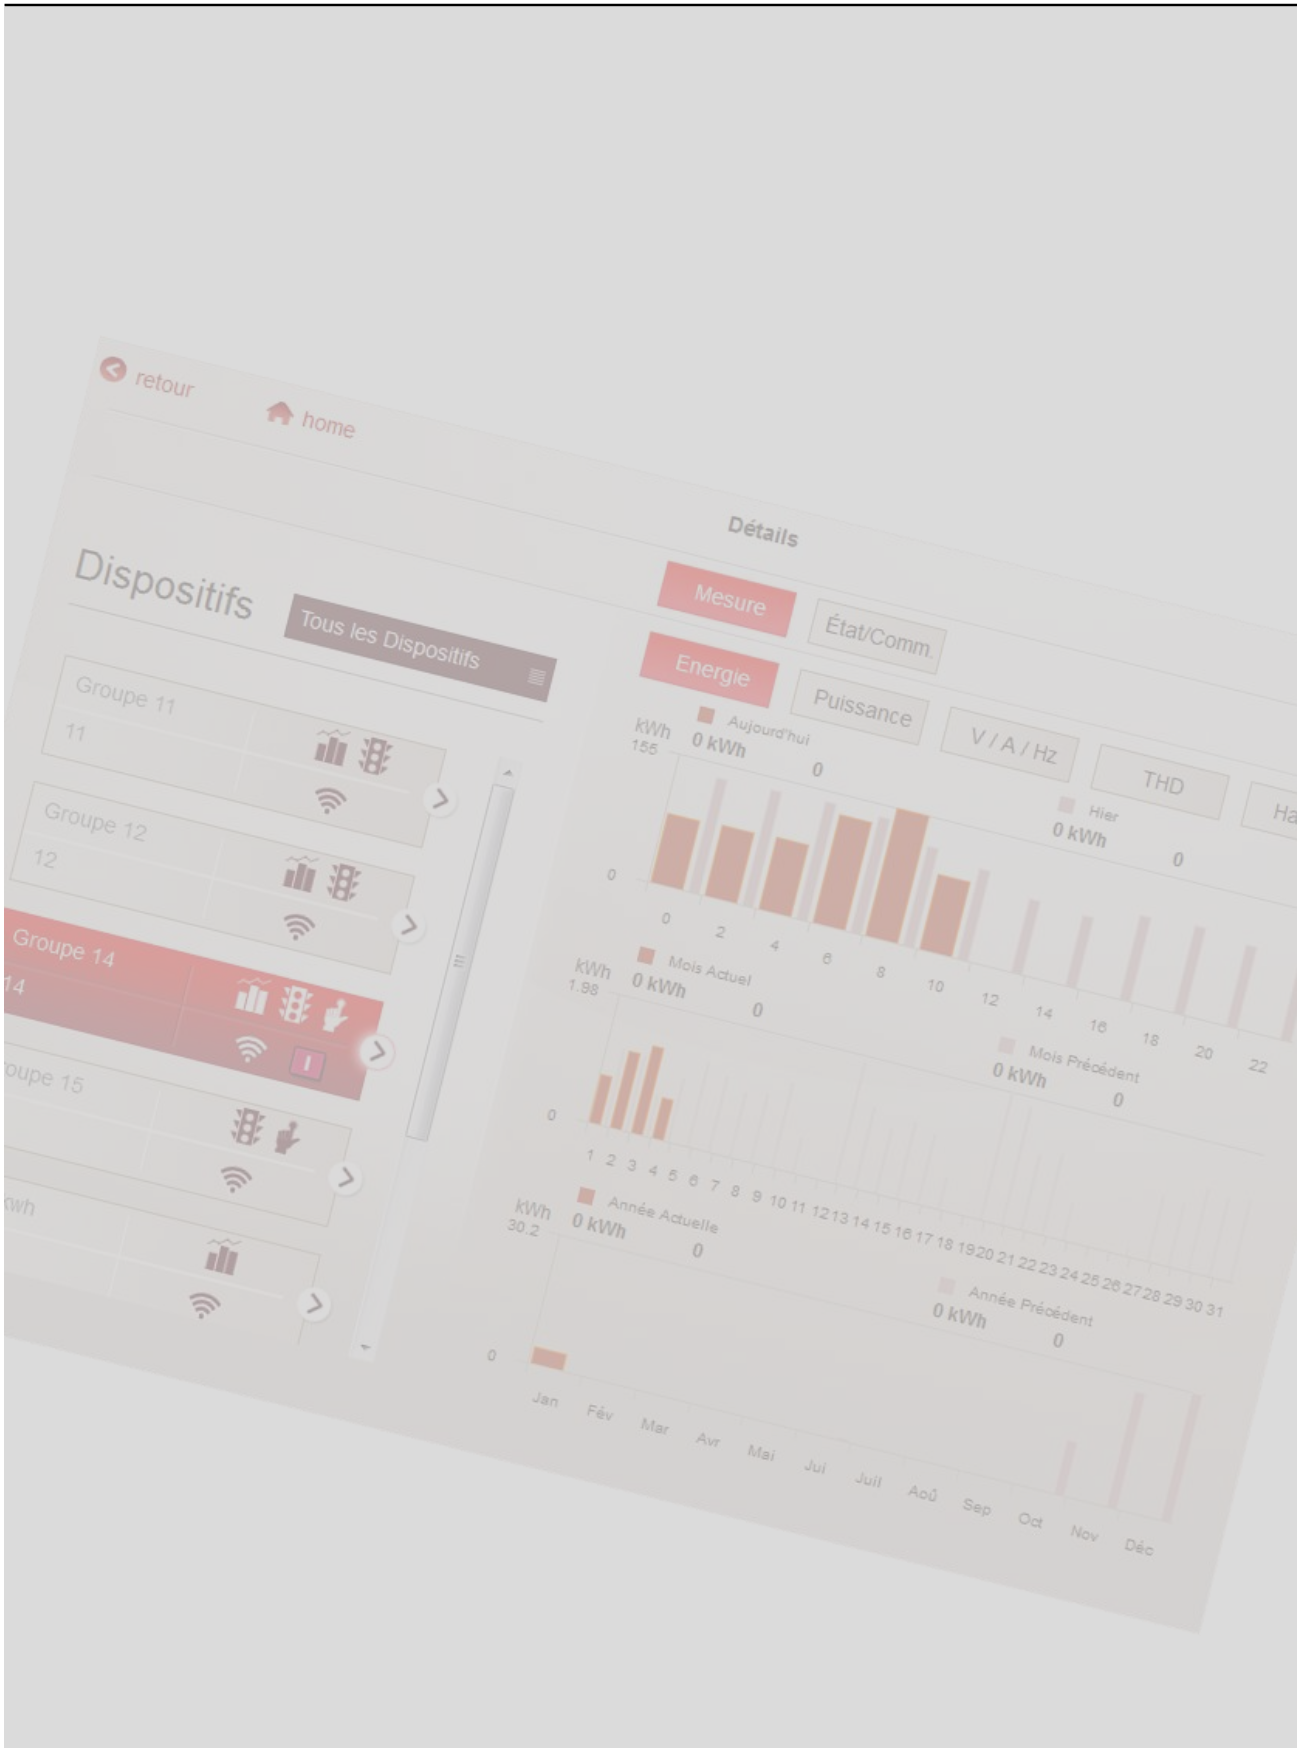 retour
home
Détails
Dispositifs
Tous les Dispositifs
Mesure
État/Comm.
Energie
Puissance
V / A / Hz
THD
Ha
Groupe 11
11
Groupe 12
12
Groupe 14
14
oupe 15
kwh
kWh
155
Aujourd'hui
0 kWh 0
Hier
0 kWh 0
0
0 2 4 6 8 10 12 14 16 18 20 22
kWh
1.98
Mois Actuel
0 kWh 0
Mois Précédent
0 kWh 0
0
1 2 3 4 5 6 7 8 9 10 11 12 13 14 15 16 17 18 19 20 21 22 23 24 25 26 27 28 29 30 31
kWh
30.2
Année Actuelle
0 kWh 0
Année Précédent
0 kWh 0
0
Jan Fév Mar Avr Mai Jui Juil Aoû Sep Oct Nov Déc